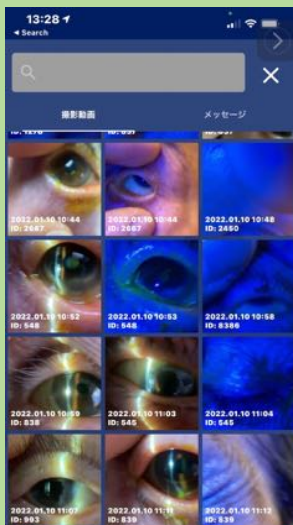 13:28
◀ Search
撮影動画
メッセージ
2022.01.10 10:44
ID: 2687
2022.01.10 10:44
ID: 2687
2022.01.10 10:48
ID: 2450
2022.01.10 10:52
ID: 548
2022.01.10 10:53
ID: 548
2022.01.10 10:58
ID: 8386
2022.01.10 10:59
ID: 838
2022.01.10 11:03
ID: 545
2022.01.10 11:04
ID: 545
2022.01.10 11:07
ID: 993
2022.01.10 11:11
ID: 839
2022.01.10 11:12
ID: 839